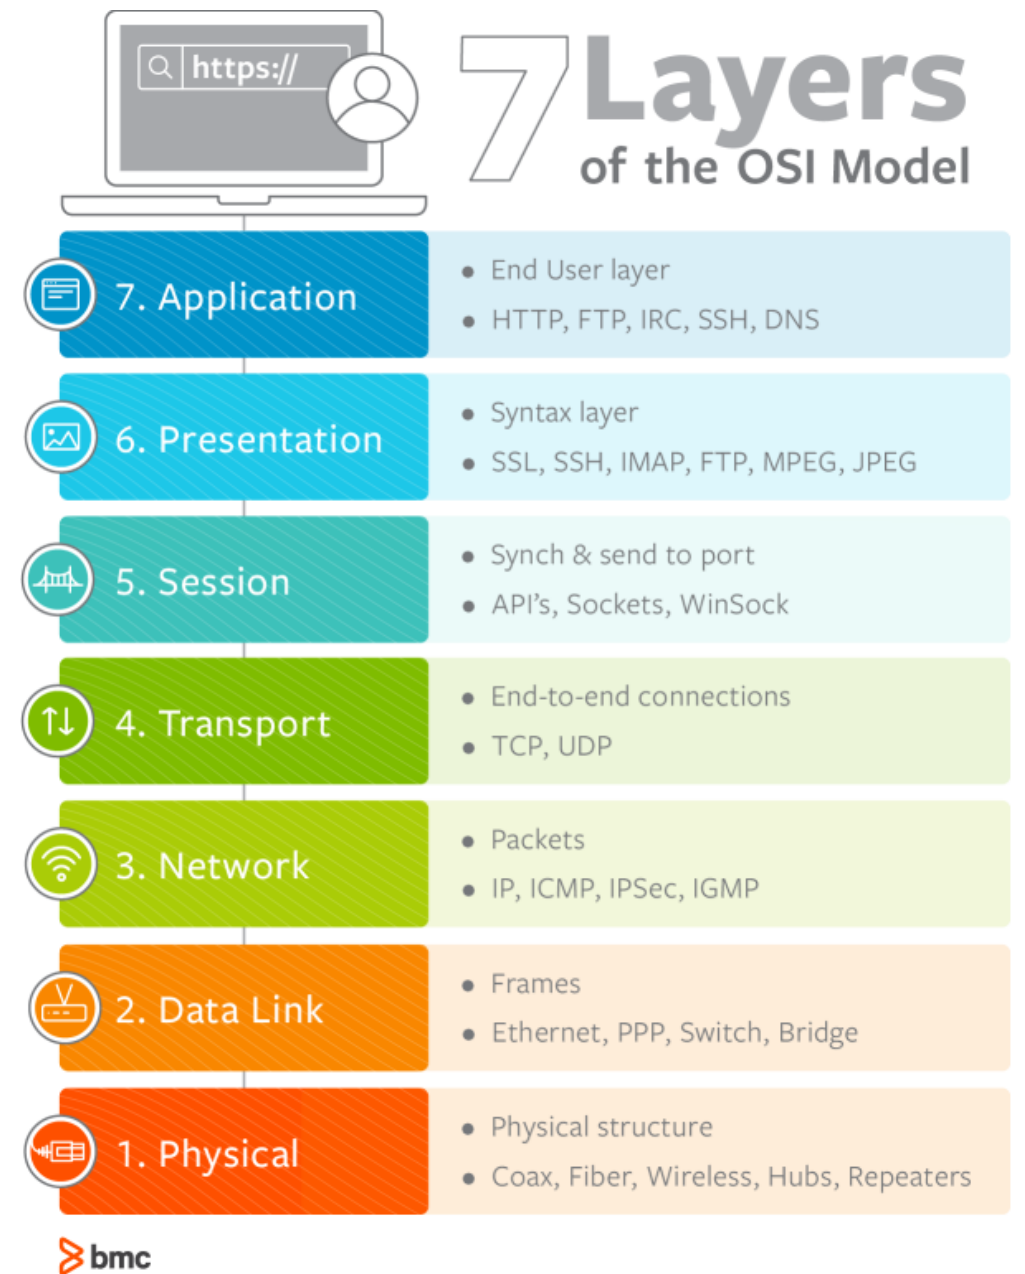 https://
7 Layers
of the OSI Model
7. Application
• End User layer
• HTTP, FTP, IRC, SSH, DNS
6. Presentation
• Syntax layer
• SSL, SSH, IMAP, FTP, MPEG, JPEG
5. Session
• Synch & send to port
• API’s, Sockets, WinSock
4. Transport
• End-to-end connections
• TCP, UDP
3. Network
• Packets
• IP, ICMP, IPSec, IGMP
2. Data Link
• Frames
• Ethernet, PPP, Switch, Bridge
1. Physical
• Physical structure
• Coax, Fiber, Wireless, Hubs, Repeaters
bmc